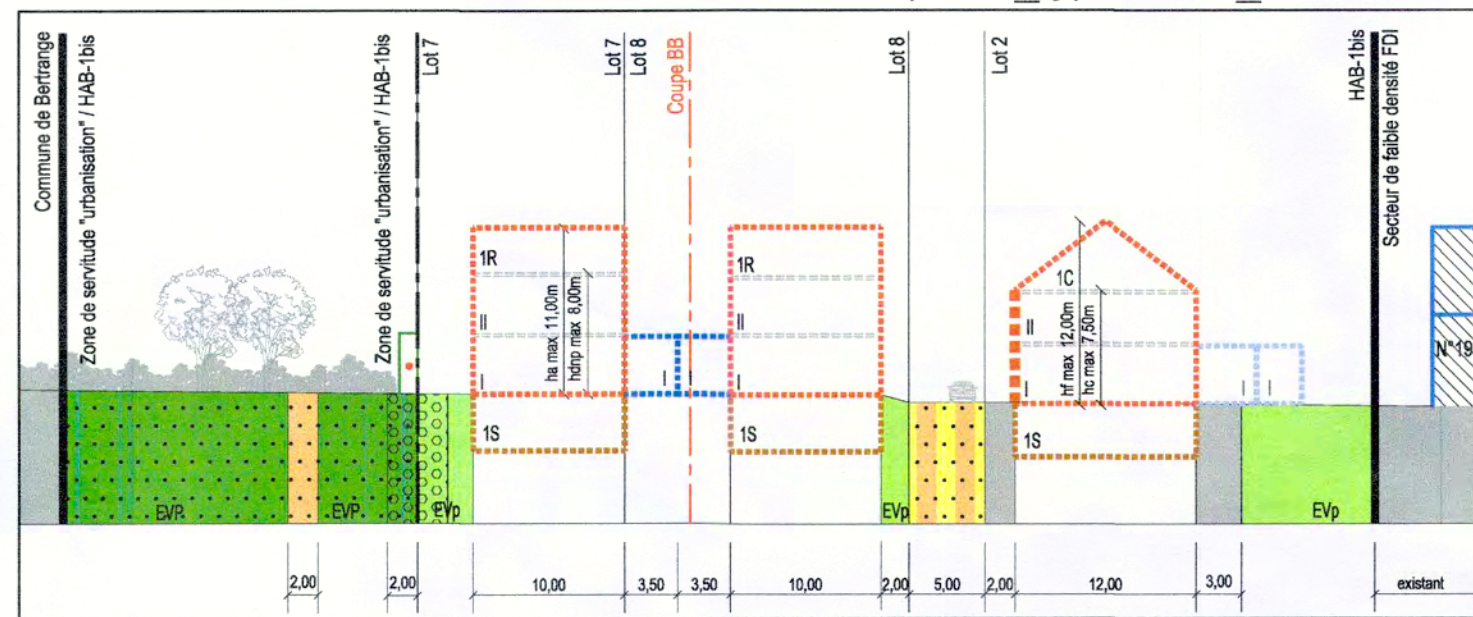 Commune de Bertrange
Zone de servitude "urbanisation" / HAB-1bis
Zone de servitude "urbanisation" / HAB-1bis
Lot 7
Lot 7
Lot 8
Coupe BB
Lot 8
Lot 2
HAB-1bis
Secteur de faible densité FDI
1R
II
I
1S
ha max 11,00m
hdnp max 8,00m
I
I
1R
II
I
1S
1C
II
I
1S
hf max 12,00m
hc max 7,50m
I
I
N°19
EVP
EVP
EVp
EVp
EVp
2,00
2,00
10,00
3,50
3,50
10,00
2,00
5,00
2,00
12,00
3,00
existant